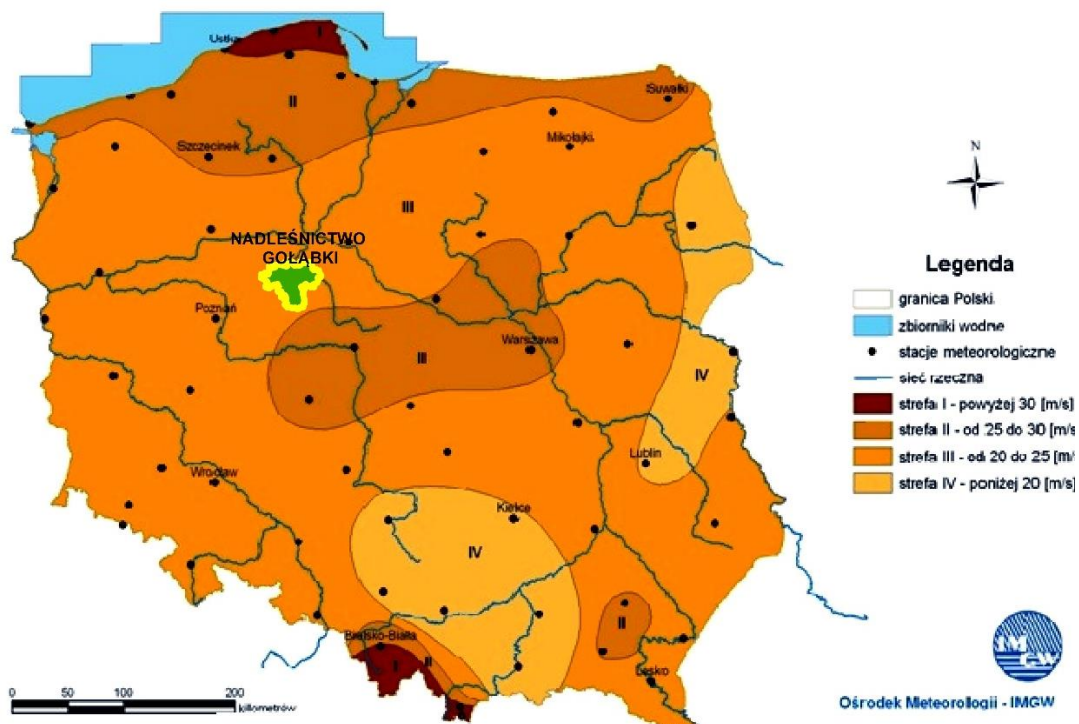 Ustka
I
II
Suwałki
Szczecinek
Mikołajki
N
III
NADLEŚNICTWO
GOŁĄBKI
Poznań
Warszawa
III
IV
Lublin
Wrocław
Kielce
IV
Bielsko-Biała
I
II
II
Lesko
0 50 100 200
kilometrów
Legenda
granica Polski
zbiorniki wodne
stacje meteorologiczne
sieć rzeczna
strefa I - powyżej 30 [m/s]
strefa II - od 25 do 30 [m/s
strefa III - od 20 do 25 [m/s
strefa IV - poniżej 20 [m/s]
IMGW
Ośrodek Meteorologii - IMGW